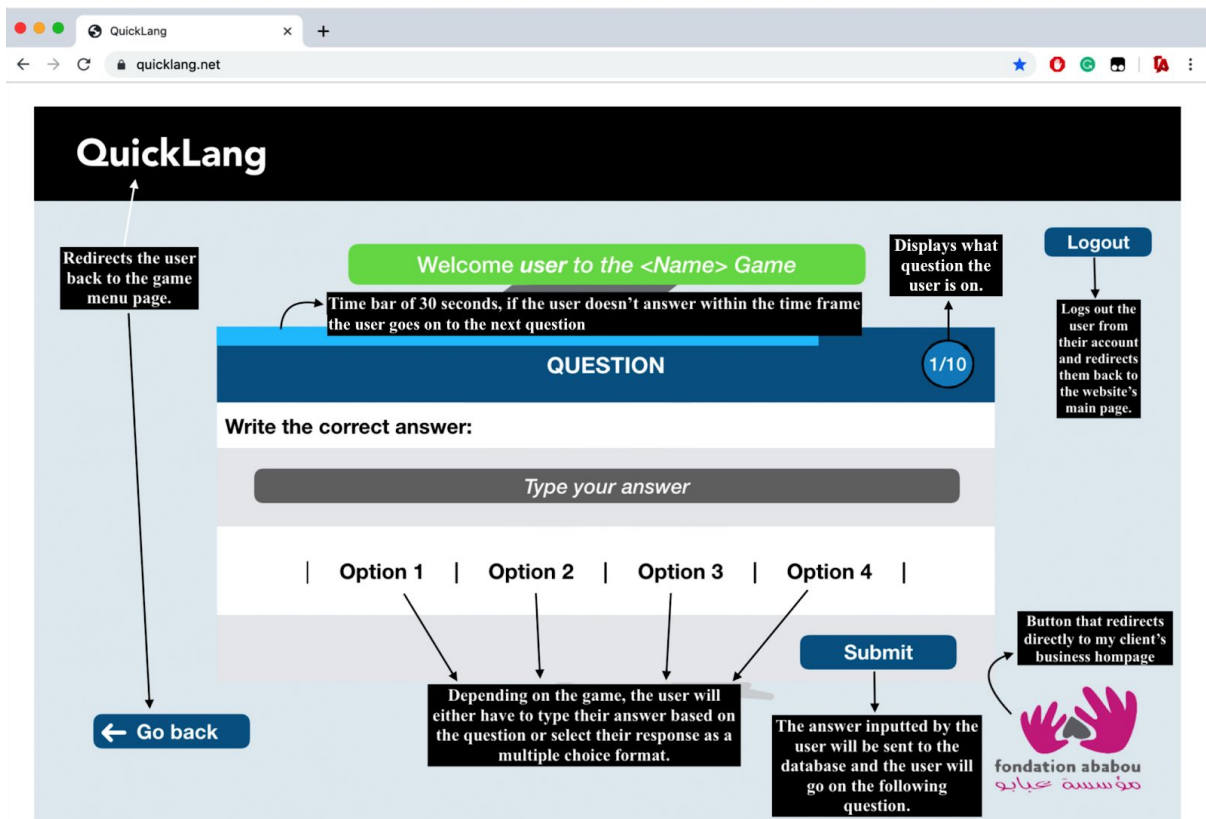 QuickLang
quicklang.net
QuickLang
Redirects the user
back to the game
menu page.
Welcome user to the <Name> Game
Displays what
question the
user is on.
Logout
Time bar of 30 seconds, if the user doesn't answer within the time frame
the user goes on to the next question
Logs out the
user from
their account
and redirects
them back to
the website's
main page.
QUESTION
1/10
Write the correct answer:
Type your answer
| Option 1 | Option 2 | Option 3 | Option 4 |
Submit
Button that redirects
directly to my client's
business hompage
Depending on the game, the user will
either have to type their answer based on
the question or select their response as a
multiple choice format.
← Go back
The answer inputted by the
user will be sent to the
database and the user will
go on the following
question.
fondation ababou
مؤسسة عبابو